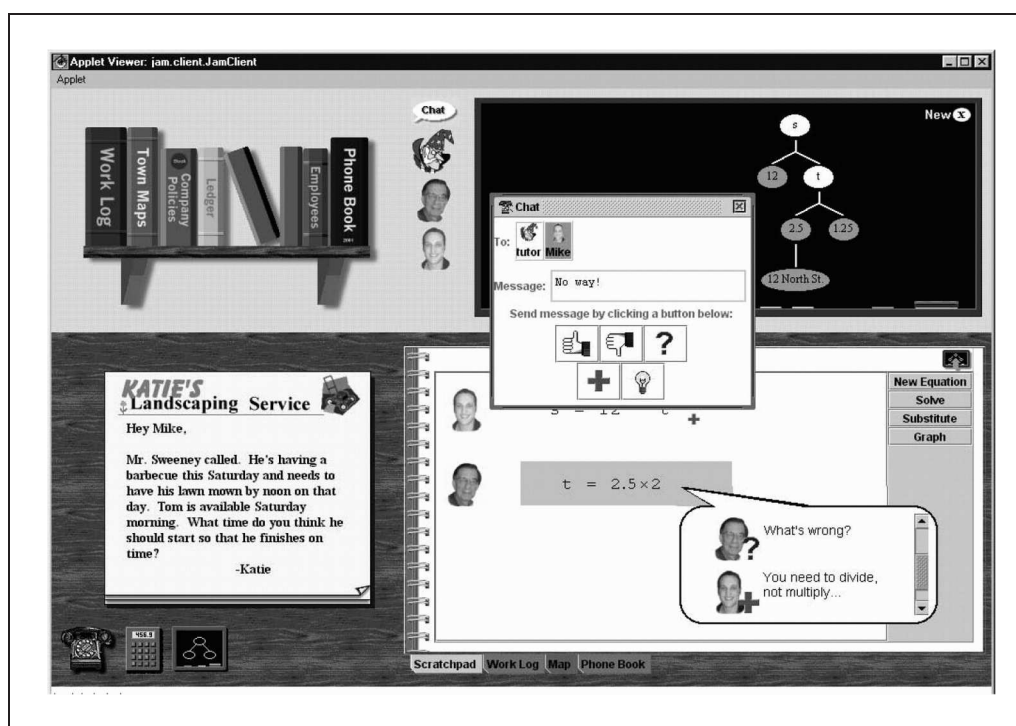 Applet Viewer: jam.client.JamClient
Applet
Work Log
Town Maps
Company
Policies
Ledger
Employees
Phone Book
Chat
New X
s
12
t
2.5
1.25
12 North St.
Chat
To:
tutor
Mike
Message:
No way!
Send message by clicking a button below:
?
s = 12 t
t = 2.5×2
What's wrong?
You need to divide,
not multiply...
New Equation
Solve
Substitute
Graph
KATIE'S
Landscaping Service
Hey Mike,
Mr. Sweeney called. He's having a
barbecue this Saturday and needs to
have his lawn mown by noon on that
day. Tom is available Saturday
morning. What time do you think he
should start so that he finishes on
time?
-Katie
456.9
Scratchpad
Work Log
Map
Phone Book